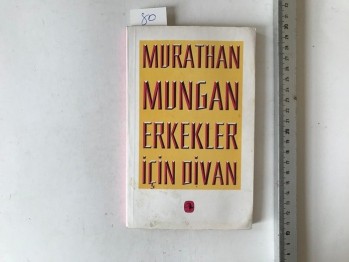 80
MURATHAN
MUNGAN
ERKEKLER
İÇİN DİVAN